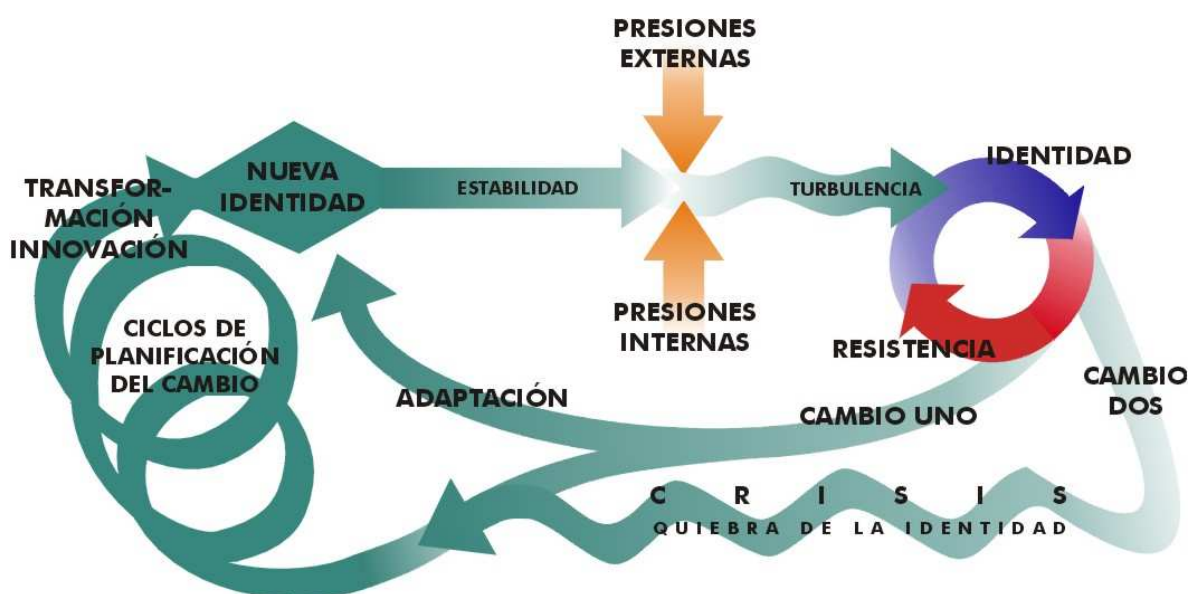 PRESIONES
EXTERNAS
IDENTIDAD
NUEVA
IDENTIDAD
ESTABILIDAD
TURBULENCIA
TRANSFOR-
MACIÓN
INNOVACIÓN
PRESIONES
INTERNAS
RESISTENCIA
CICLOS DE
PLANIFICACIÓN
DEL CAMBIO
ADAPTACIÓN
CAMBIO UNO
CAMBIO
DOS
CRISIS
QUIEBRA DE LA IDENTIDAD